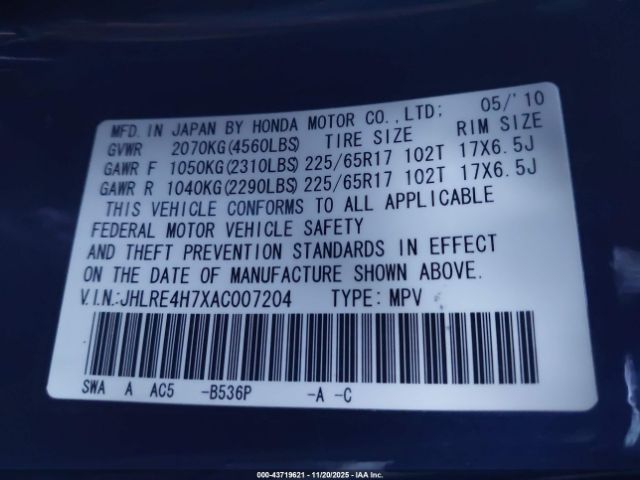 MFD. IN JAPAN BY HONDA MOTOR CO.,LTD; 05/'10
GVWR 2070KG(4560LBS) TIRE SIZE RIM SIZE
GAWR F 1050KG(2310LBS) 225/65R17 102T 17X6.5J
GAWR R 1040KG(2290LBS) 225/65R17 102T 17X6.5J
THIS VEHICLE CONFORMS TO ALL APPLICABLE
FEDERAL MOTOR VEHICLE SAFETY
AND THEFT PREVENTION STANDARDS IN EFFECT
ON THE DATE OF MANUFACTURE SHOWN ABOVE.
V.I.N.:JHLRE4H7XAC007204 TYPE: MPV
SWA A AC5 -B536P -A -C
000-43719621 - 11/20/2025 - IAA Inc.